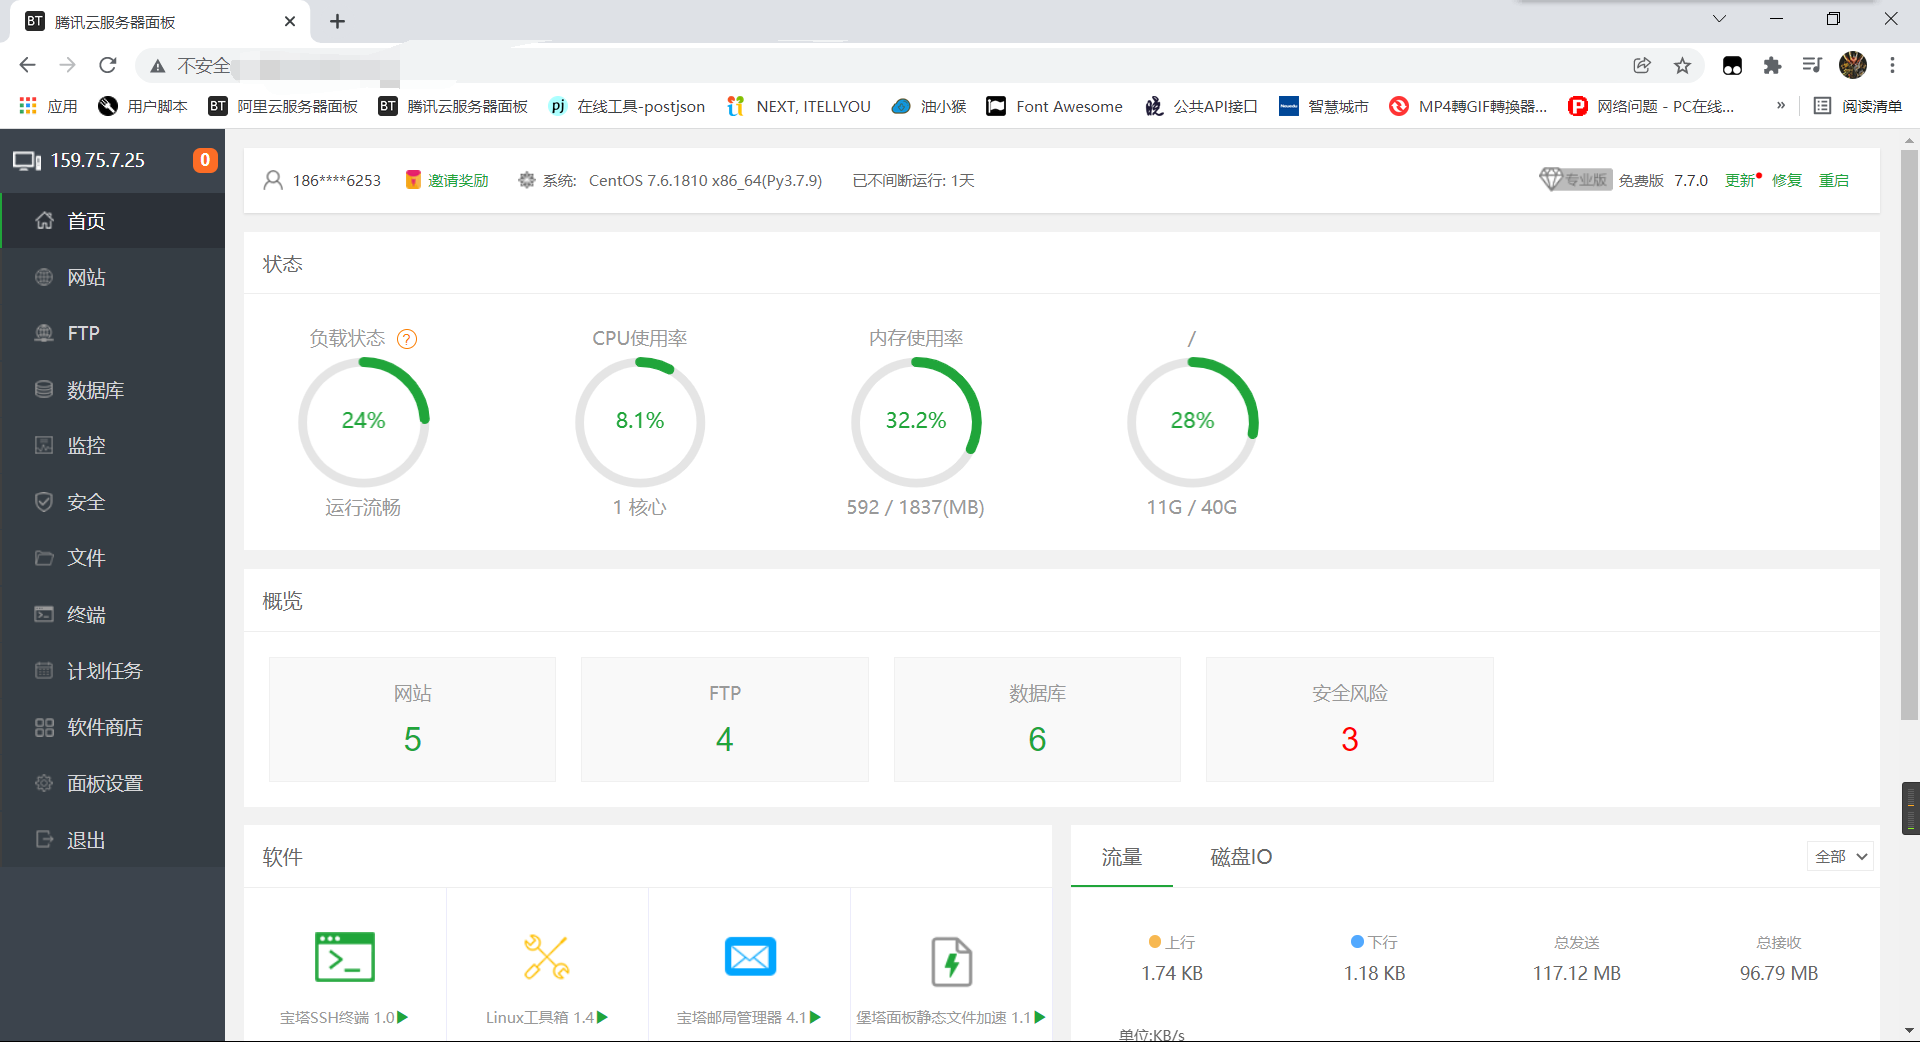 BT 腾讯云服务器面板
不安全
应用 用户脚本 BT 阿里云服务器面板 BT 腾讯云服务器面板 pj 在线工具-postjson NEXT, ITELLYOU 油小猴 Font Awesome 公共API接口 智慧城市 MP4轉GIF轉換器... 网络问题 - PC在线... » 阅读清单
159.75.7.25 0
首页
网站
FTP
数据库
监控
安全
文件
终端
计划任务
软件商店
面板设置
退出
186****6253 邀请奖励 系统: CentOS 7.6.1810 x86_64(Py3.7.9) 已不间断运行: 1天 专业版 免费版 7.7.0 更新 修复 重启
状态
负载状态 ? CPU使用率 内存使用率 /
24% 8.1% 32.2% 28%
运行流畅 1 核心 592 / 1837(MB) 11G / 40G
概览
网站 FTP 数据库 安全风险
5 4 6 3
软件
宝塔SSH终端 1.0 Linux工具箱 1.4 宝塔邮局管理器 4.1 堡塔面板静态文件加速 1.1
流量 磁盘IO 全部
上行 下行 总发送 总接收
1.74 KB 1.18 KB 117.12 MB 96.79 MB
单位:KB/s